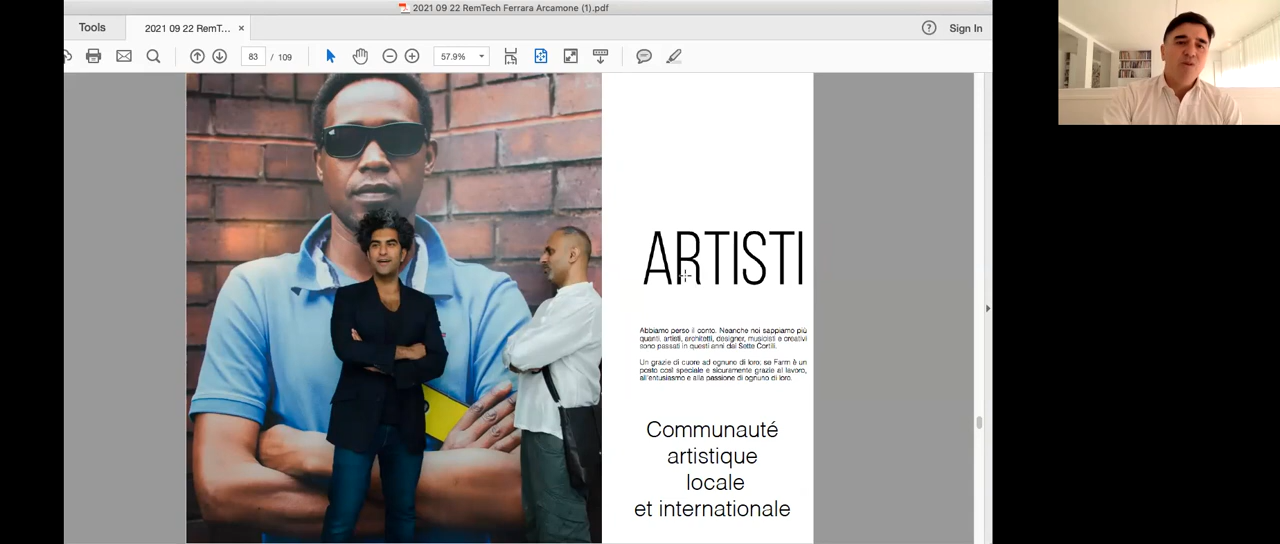 2021 09 22 RemTech Ferrara Arcamone (1).pdf
Tools
2021 09 22 RemT... ×
? Sign In
83 / 109
57.9%
ARTISTI
Abbiamo perso il conto. Neanche noi sappiamo più
quanti, artisti, architetti, designer, musicisti e creativi
sono passati in questi anni dai Sette Cortili.
Un grazie di cuore ad ognuno di loro: se Farm è un
posto così speciale è sicuramente grazie al lavoro,
all'entusiasmo e alla passione di ognuno di loro.
Communauté
artistique
locale
et internationale